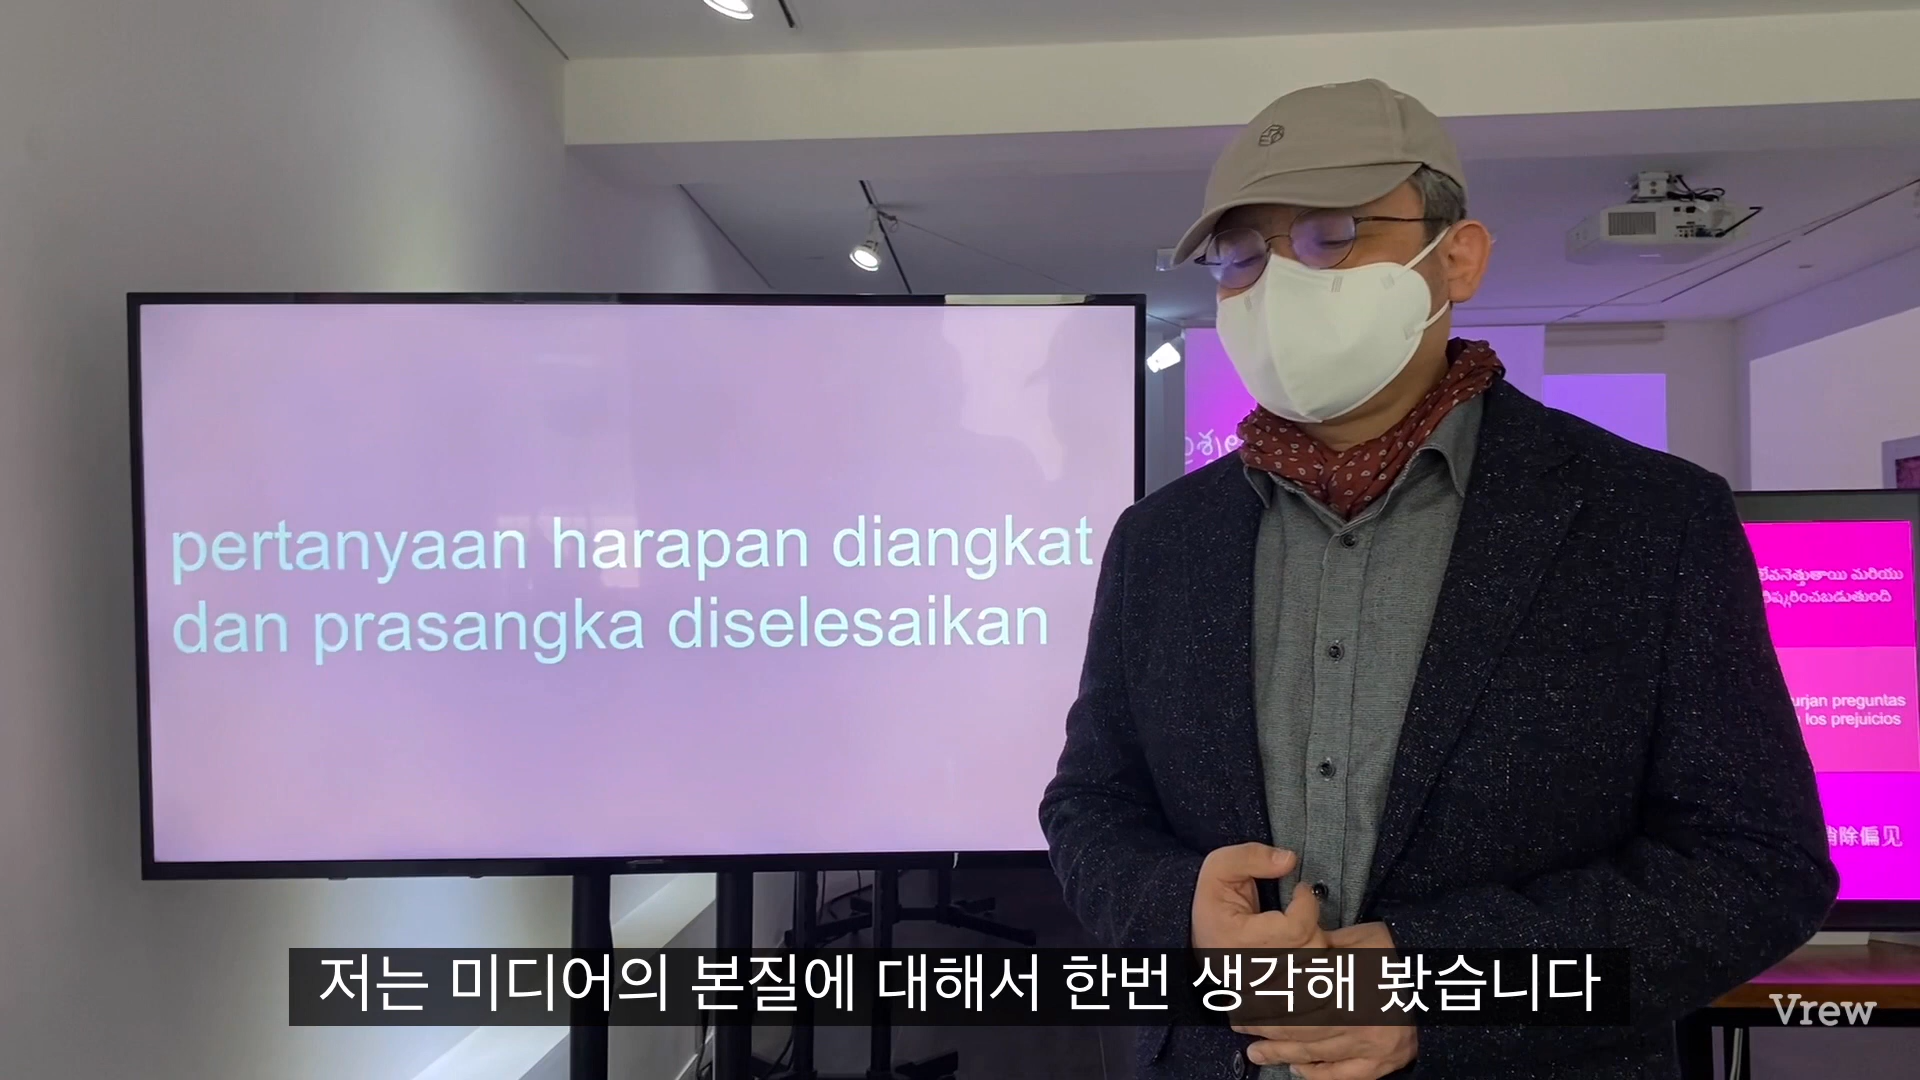 pertanyaan harapan diangkat
dan prasangka diselesaikan
మరియు
urjan preguntas
los prejuicios
消除偏见
저는 미디어의 본질에 대해서 한번 생각해 봤습니다
Vrew